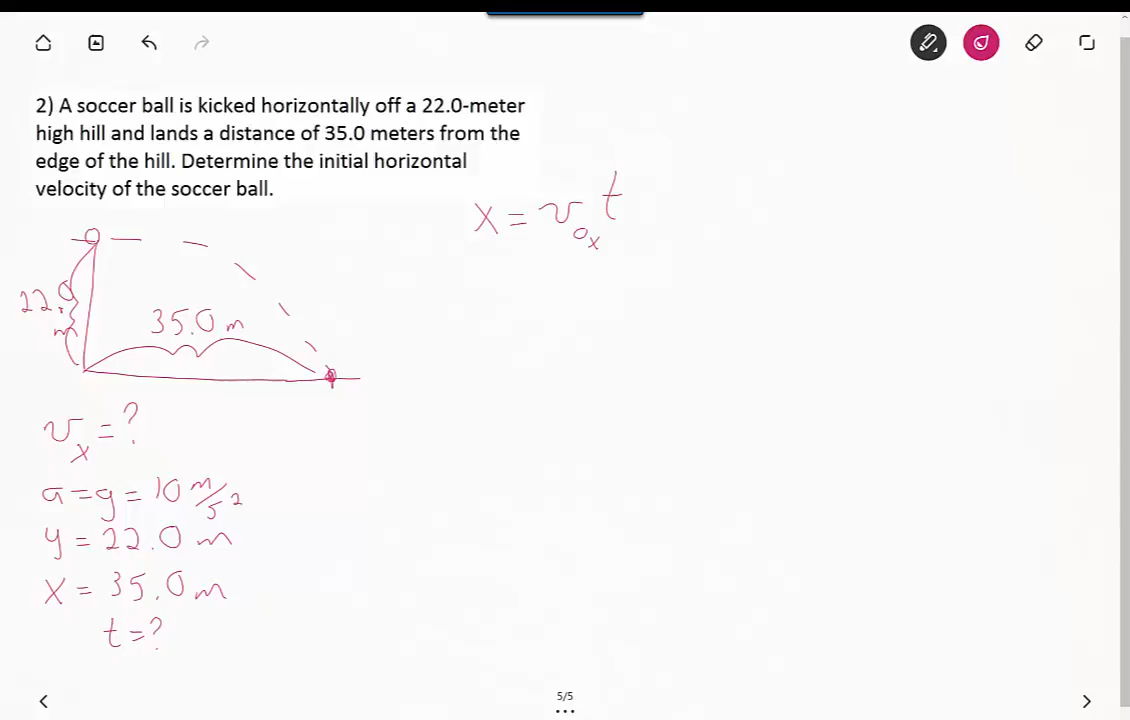 2) A soccer ball is kicked horizontally off a 22.0-meter
high hill and lands a distance of 35.0 meters from the
edge of the hill. Determine the initial horizontal
velocity of the soccer ball.
x = v₀ₓ t
22.0
m
35.0 m
vₓ = ?
a = g = 10 m/s²
y = 22.0 m
x = 35.0 m
t = ?
5/5